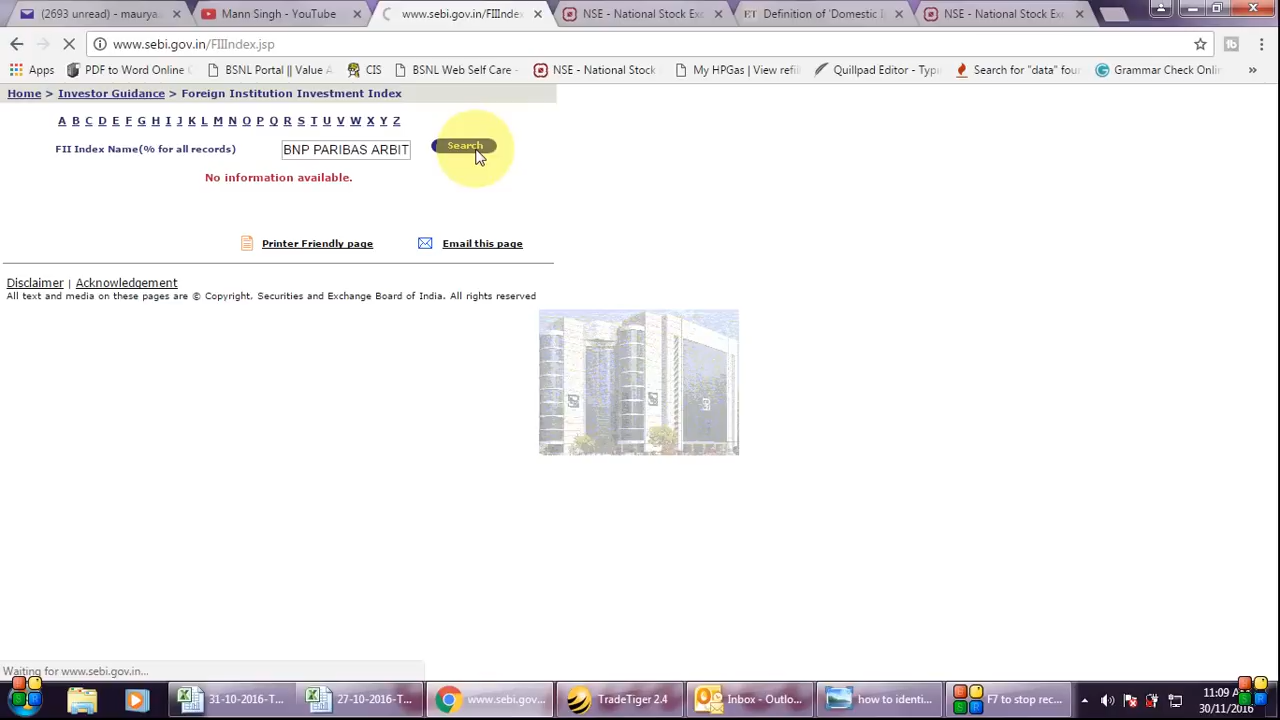 (2693 unread) - maurya
Mann Singh - YouTube
www.sebi.gov.in/FIIIndex
NSE - National Stock Exc
Definition of 'Domestic I
NSE - National Stock Exc
www.sebi.gov.in/FIIIndex.jsp
Apps
PDF to Word Online C
BSNL Portal || Value A
CIS
BSNL Web Self Care -
NSE - National Stock
My HPGas | View refil
Quillpad Editor - Type
Search for "data" four
Grammar Check Onlin
»
Home > Investor Guidance > Foreign Institution Investment Index
A B C D E F G H I J K L M N O P Q R S T U V W X Y Z
FII Index Name(% for all records)
BNP PARIBAS ARBIT
Search
No information available.
Printer Friendly page
Email this page
Disclaimer | Acknowledgement
All text and media on these pages are © Copyright, Securities and Exchange Board of India. All rights reserved
Waiting for www.sebi.gov.in...
31-10-2016-T...
27-10-2016-T...
www.sebi.gov...
TradeTiger 2.4
Inbox - Outlo...
how to identi...
F7 to stop rec...
11:09
30/11/2016